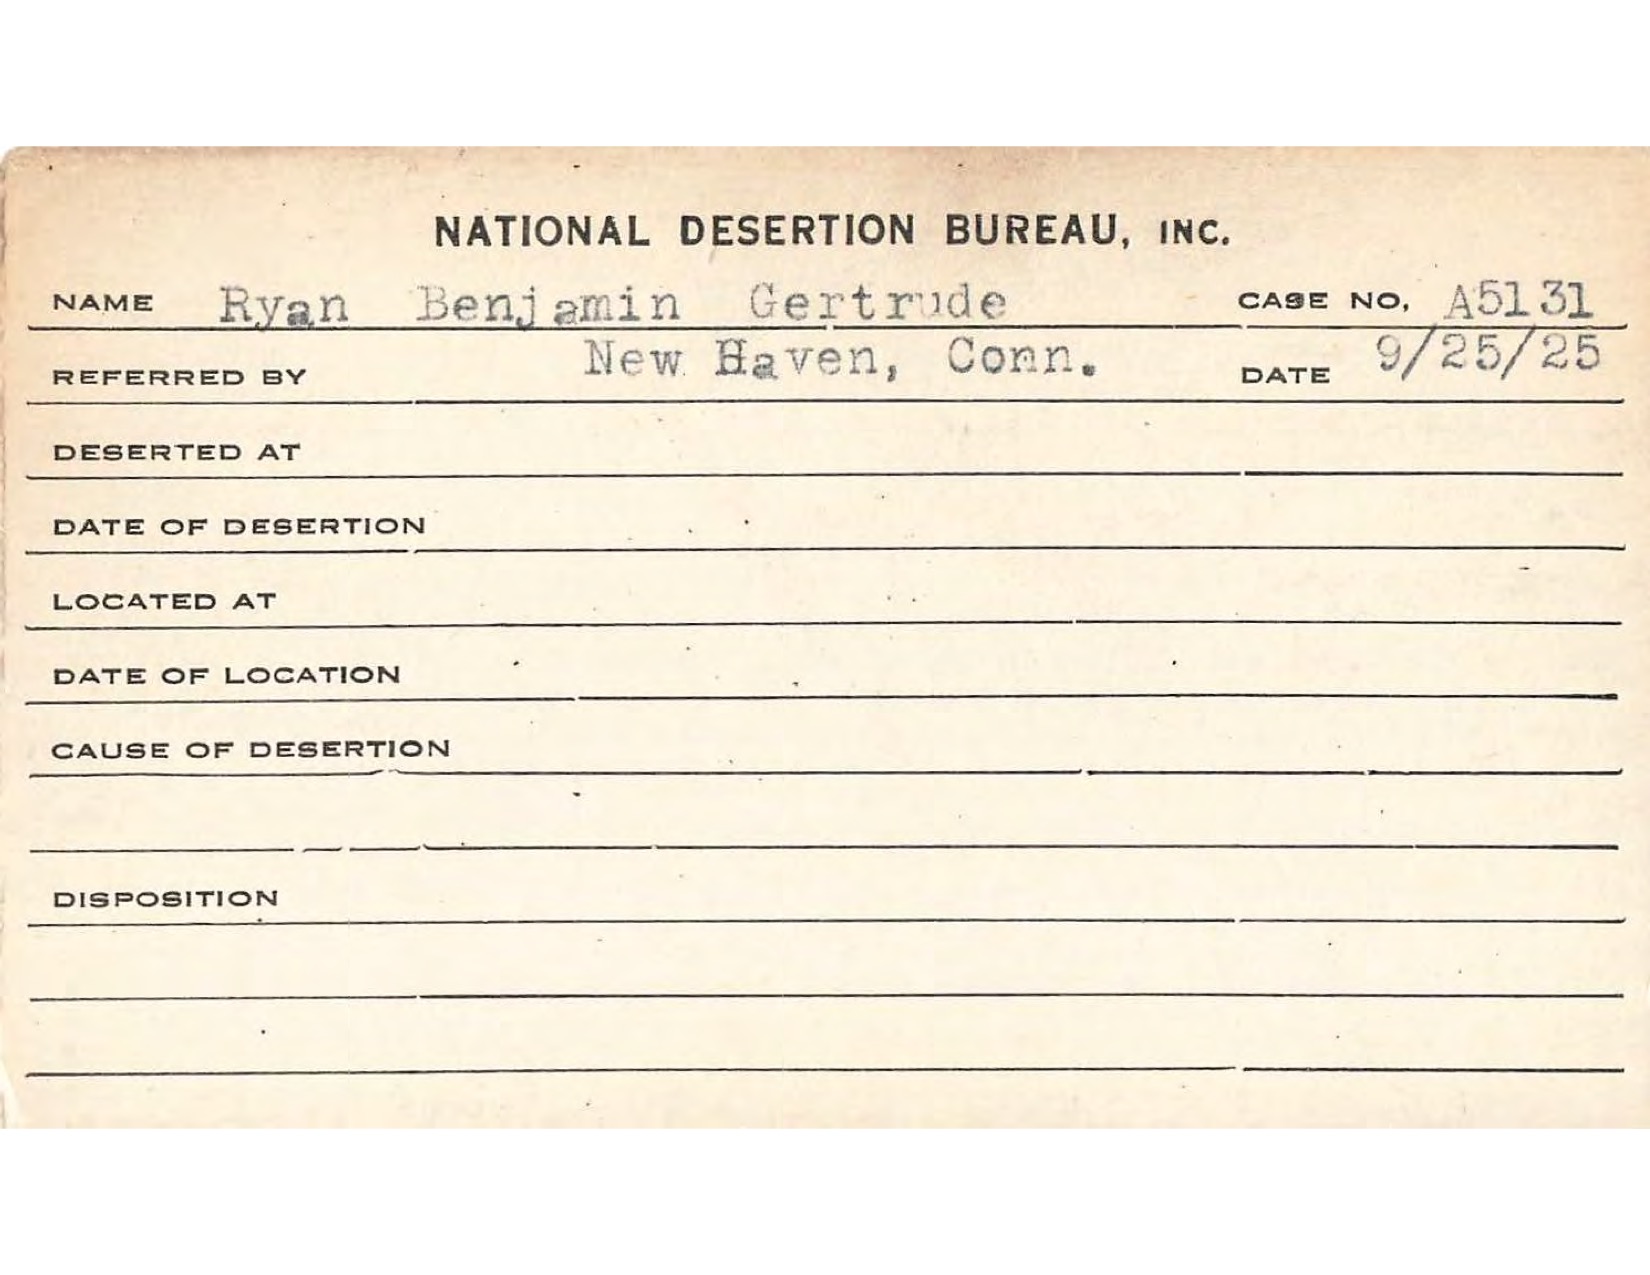 NATIONAL DESERTION BUREAU, INC.
NAME Ryan Benjamin Gertrude CASE NO. A5131
REFERRED BY New Haven, Conn. DATE 9/25/25
DESERTED AT
DATE OF DESERTION
LOCATED AT
DATE OF LOCATION
CAUSE OF DESERTION
DISPOSITION